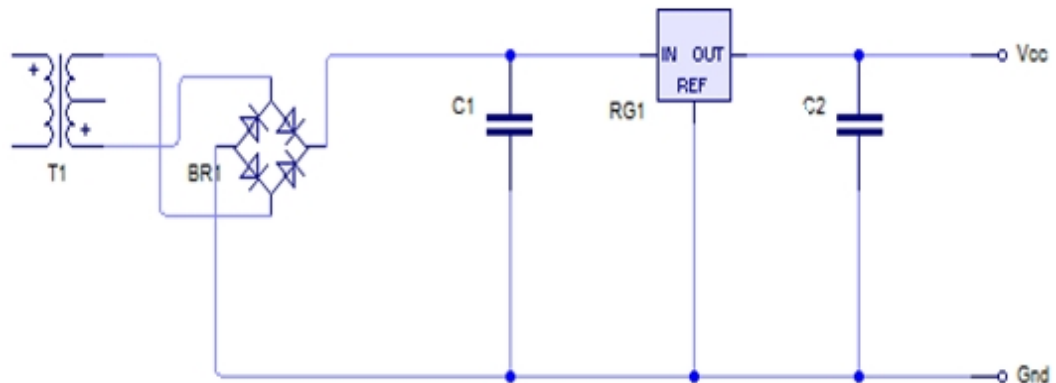 Vcc
IN OUT
REF
C1
RG1
C2
T1
BR1
Gnd